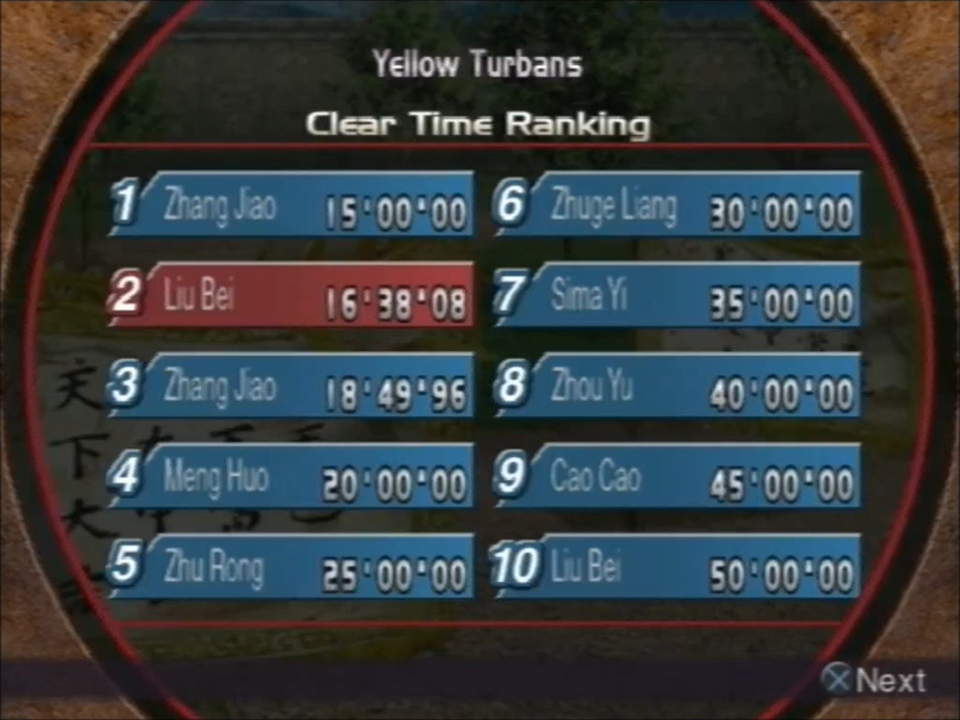 Yellow Turbans
Clear Time Ranking
1 Zhang Jiao 15'00"00
2 Liu Bei 16'38"08
3 Zhang Jiao 18'49"96
4 Meng Huo 20'00"00
5 Zhu Rong 25'00"00
6 Zhuge Liang 30'00"00
7 Sima Yi 35'00"00
8 Zhou Yu 40'00"00
9 Cao Cao 45'00"00
10 Liu Bei 50'00"00
天
下
大
Next